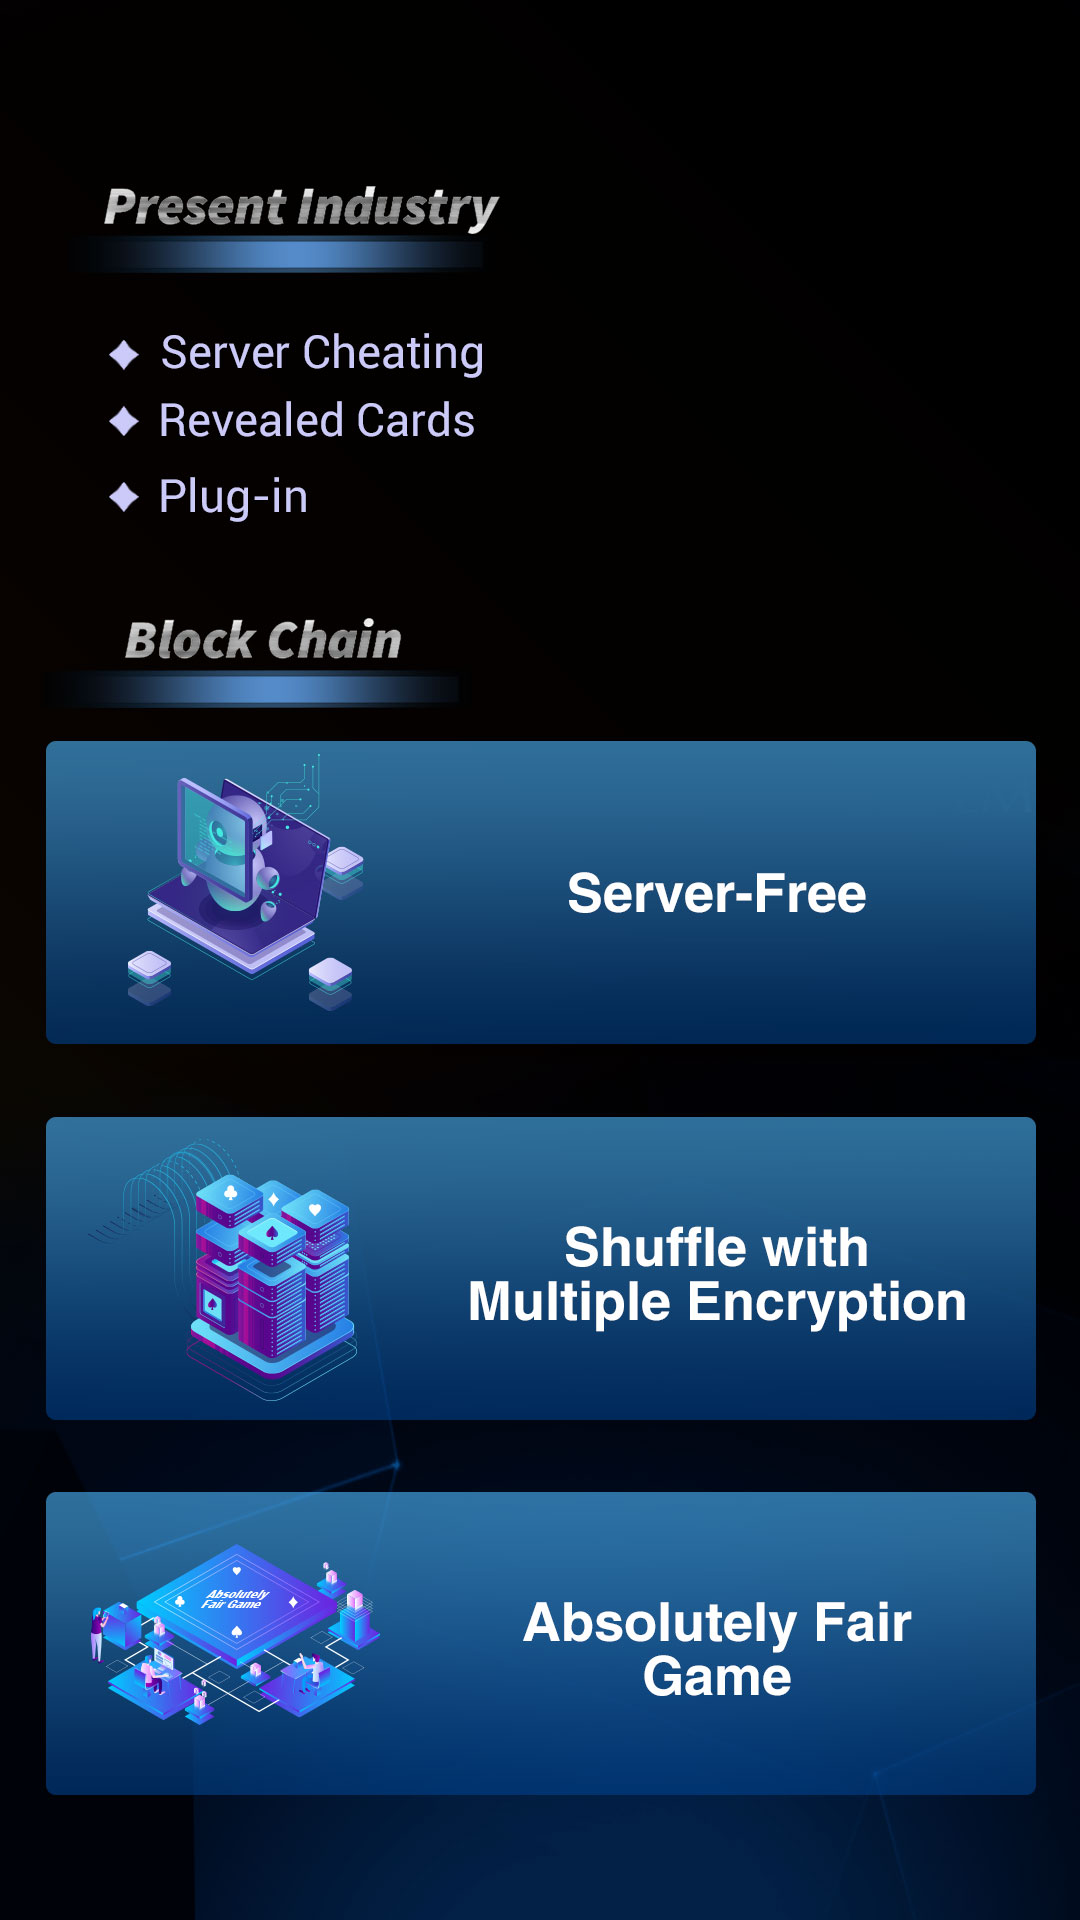 Present Industry
Server Cheating
Revealed Cards
Plug-in
Block Chain
Server-Free
Shuffle with
Multiple Encryption
Absolutely
Fair Game
Absolutely Fair
Game